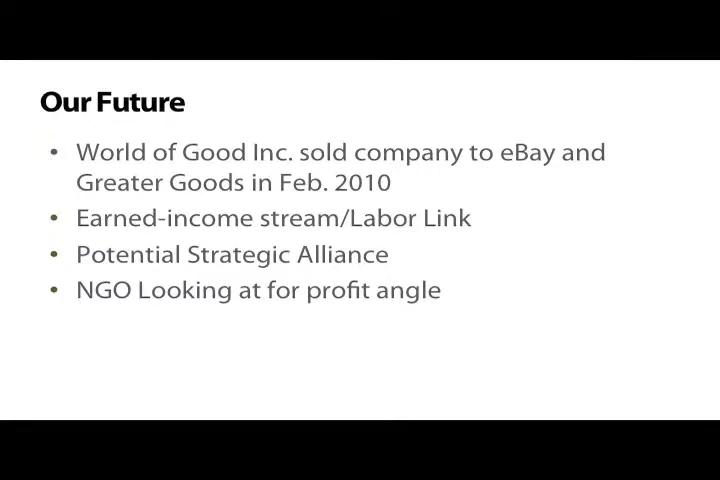 Our Future
• World of Good Inc. sold company to eBay and
Greater Goods in Feb. 2010
• Earned-income stream/Labor Link
• Potential Strategic Alliance
• NGO Looking at for profit angle